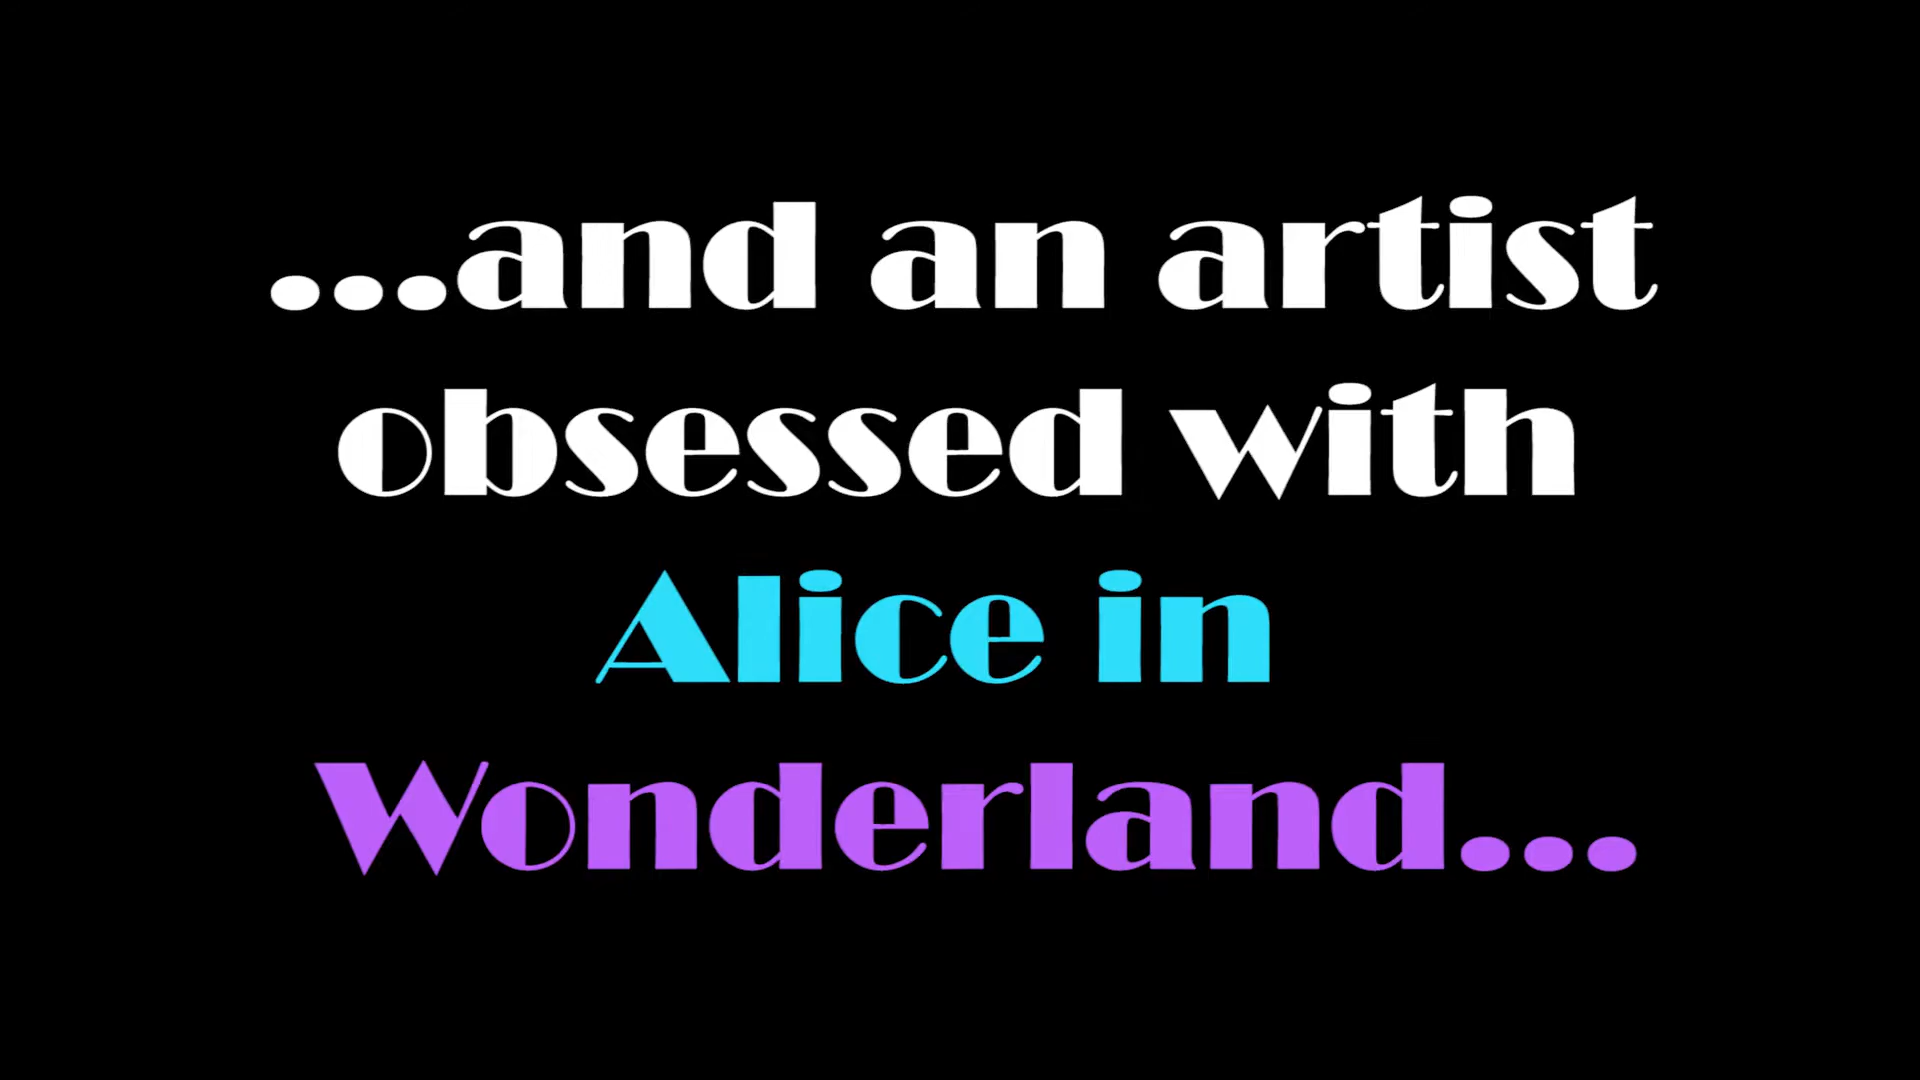 ...and an artist
obsessed with
Alice in
Wonderland...